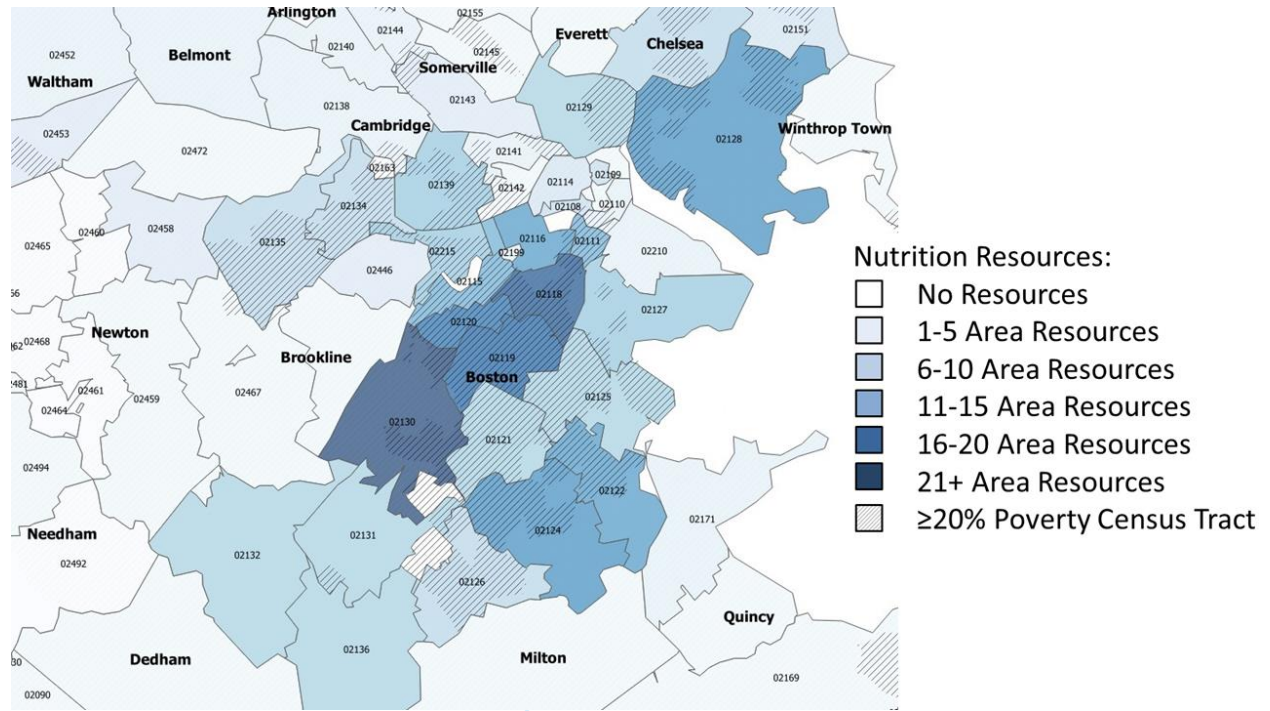 Arlington
02155
02144
Everett
02151
Chelsea
02140
02145
02452
Belmont
Somerville
Waltham
02143
02138
02129
Cambridge
Winthrop Town
02453
02128
02472
02141
02163
02109
02139
02142
02114
02134
02108
02110
02460
02458
02465
02135
02116
02111
02215
02199
02210
02446
02115
66
02118
02127
02120
Newton
02468
62
Brookline
02119
Boston
481
02461
02467
02459
02464
02125
02130
02121
02494
02122
02171
Needham
02124
02131
02132
02492
02126
Quincy
02136
Dedham
Milton
30
02169
02090
Nutrition Resources:
No Resources
1-5 Area Resources
6-10 Area Resources
11-15 Area Resources
16-20 Area Resources
21+ Area Resources
≥20% Poverty Census Tract